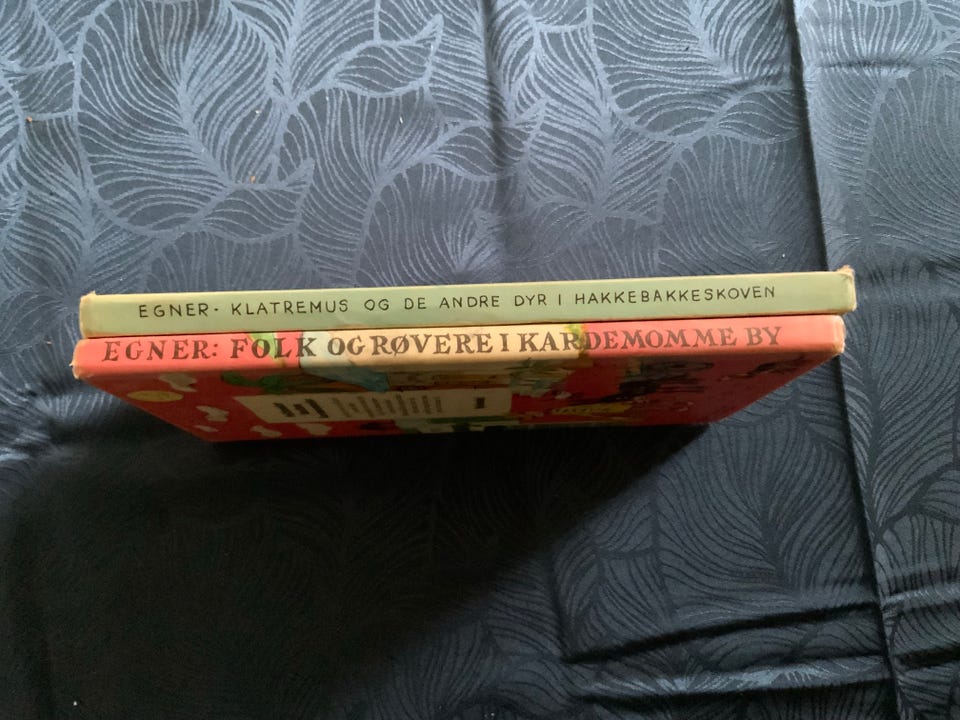 EGNER· KLATREMUS OG DE ANDRE DYR I HAKKEBAKKESKOVEN
EGNER: FOLK OG RØVERE I KARDEMOMME BY